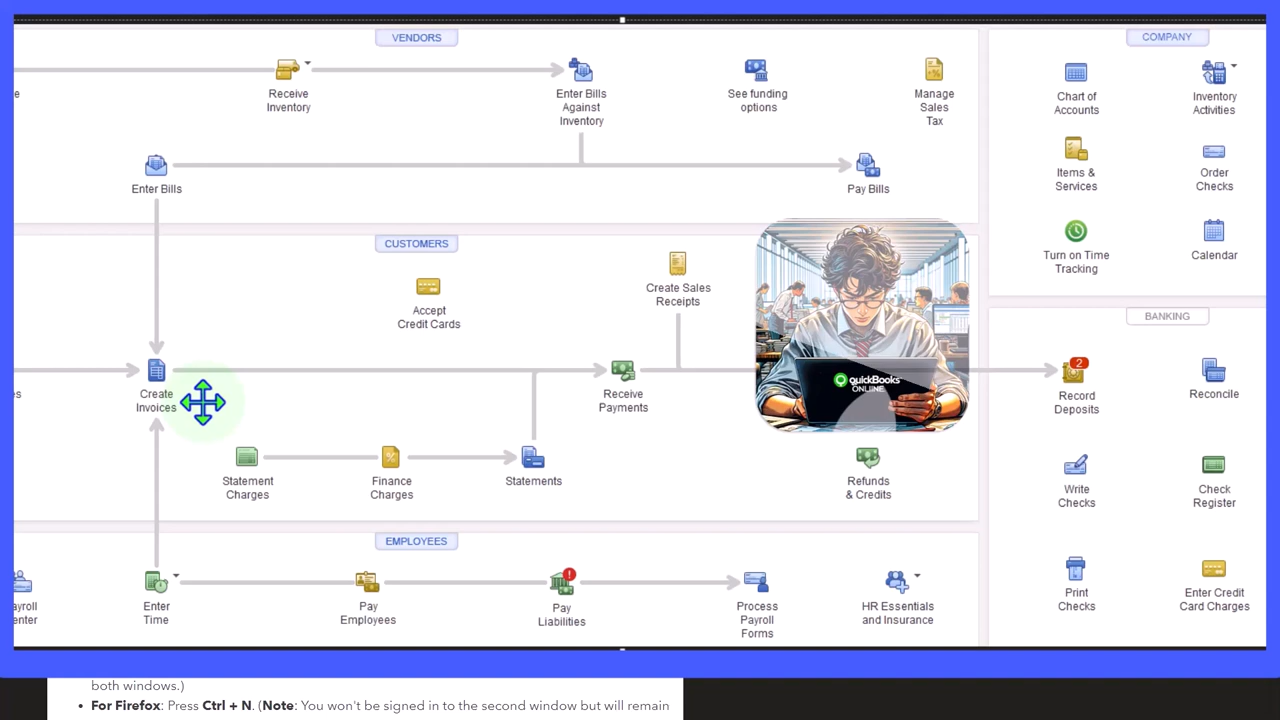 VENDORS
COMPANY
e
Receive
Inventory
Enter Bills
Against
Inventory
See funding
options
Manage
Sales
Tax
Chart of
Accounts
Inventory
Activities
Enter Bills
Pay Bills
Items &
Services
Order
Checks
CUSTOMERS
Turn on Time
Tracking
Calendar
Accept
Credit Cards
Create Sales
Receipts
BANKING
quickBooks
ONLIINE
es
Create
Invoices
Receive
Payments
2
Record
Deposits
Reconcile
Statement
Charges
Finance
Charges
Statements
Refunds
& Credits
Write
Checks
Check
Register
EMPLOYEES
ayroll
enter
Enter
Time
Pay
Employees
!
Pay
Liabilities
Process
Payroll
Forms
HR Essentials
and Insurance
Print
Checks
Enter Credit
Card Charges
both windows.)
• For Firefox: Press Ctrl + N. (Note: You won't be signed in to the second window but will remain